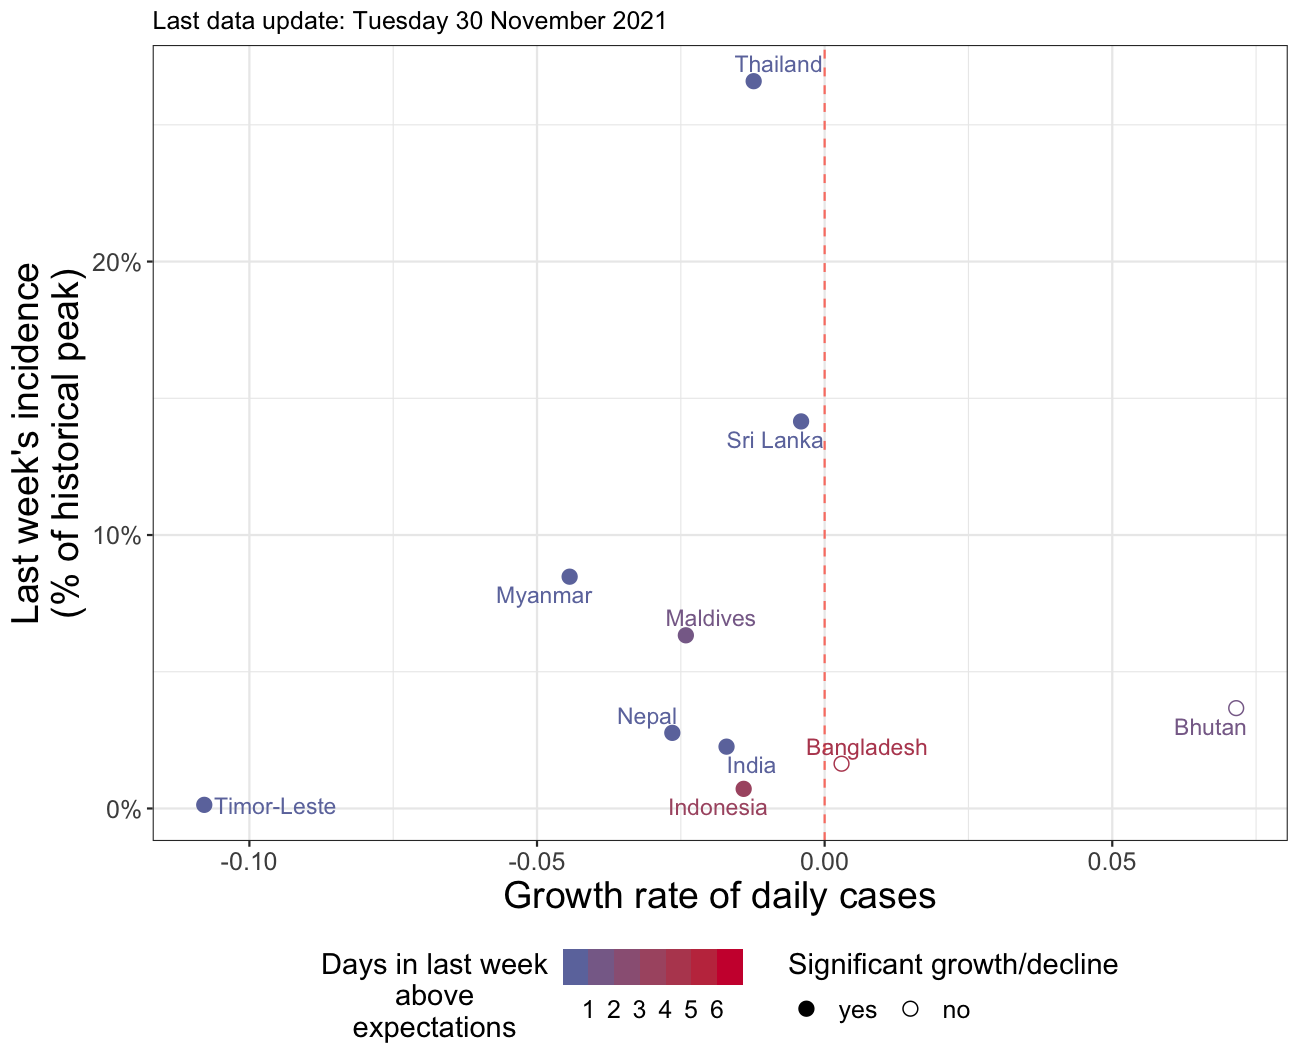 Last data update: Tuesday 30 November 2021
Thailand
20%
Sri Lanka
10%
Myanmar
Maldives
Nepal
Bhutan
Bangladesh
India
Indonesia
Timor-Leste
0%
Last week's incidence
(% of historical peak)
-0.10
-0.05
0.00
0.05
Growth rate of daily cases
Days in last week
above
expectations
1 2 3 4 5 6
Significant growth/decline
yes
no